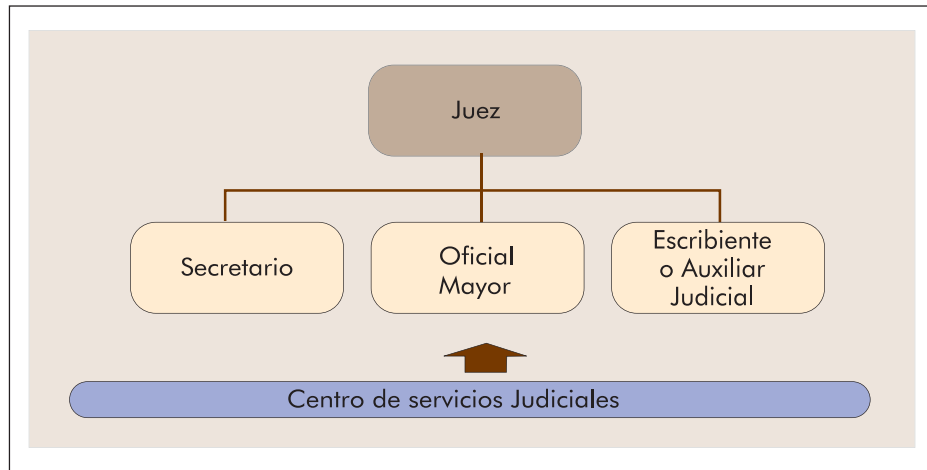 Juez
Secretario
Oficial
Mayor
Escribiente
o Auxiliar
Judicial
Centro de servicios Judiciales